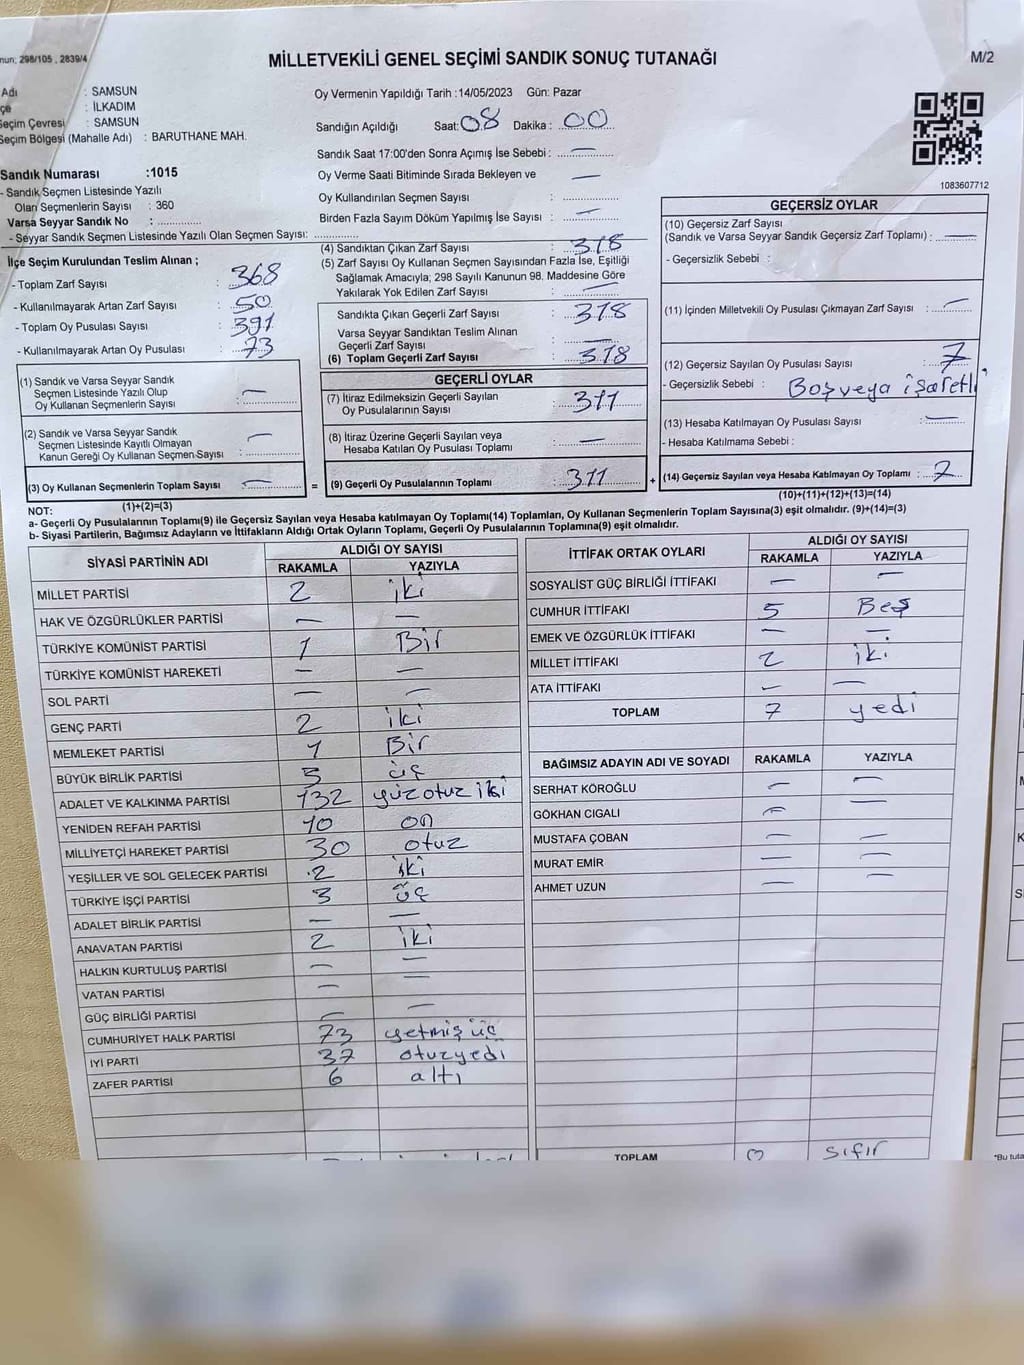 nun; 298/105 , 2839/4
MİLLETVEKİLİ GENEL SEÇİMİ SANDIK SONUÇ TUTANAĞI
M/2
Adı : SAMSUN
çe : İLKADIM
Seçim Çevresi : SAMSUN
Seçim Bölgesi (Mahalle Adı) : BARUTHANE MAH.
Sandık Numarası :1015
- Sandık Seçmen Listesinde Yazılı
Olan Seçmenlerin Sayısı : 360
Varsa Seyyar Sandık No :
- Seyyar Sandık Seçmen Listesinde Yazılı Olan Seçmen Sayısı:
Oy Vermenin Yapıldığı Tarih :14/05/2023 Gün: Pazar
Sandığın Açıldığı Saat: 08 Dakika : 00
Sandık Saat 17:00'den Sonra Açımış İse Sebebi : —
Oy Verme Saati Bitiminde Sırada Bekleyen ve —
Oy Kullandırılan Seçmen Sayısı :
Birden Fazla Sayım Döküm Yapılmış İse Sayısı : —
1083607712
İlçe Seçim Kurulundan Teslim Alınan ;
- Toplam Zarf Sayısı : 368
- Kullanılmayarak Artan Zarf Sayısı : 50
- Toplam Oy Pusulası Sayısı : 391
- Kullanılmayarak Artan Oy Pusulası : 73
(1) Sandık ve Varsa Seyyar Sandık
Seçmen Listesinde Yazılı Olup
Oy Kullanan Seçmenlerin Sayısı : —
(2) Sandık ve Varsa Seyyar Sandık
Seçmen Listesinde Kayıtlı Olmayan
Kanun Gereği Oy Kullanan Seçmen Sayısı : —
(3) Oy Kullanan Seçmenlerin Toplam Sayısı : —
(1)+(2)=(3)
(4) Sandıktan Çıkan Zarf Sayısı : 318
(5) Zarf Sayısı Oy Kullanan Seçmen Sayısından Fazla İse, Eşitliği
Sağlamak Amacıyla; 298 Sayılı Kanunun 98. Maddesine Göre
Yakılarak Yok Edilen Zarf Sayısı : —
Sandıkta Çıkan Geçerli Zarf Sayısı : 318
Varsa Seyyar Sandıktan Teslim Alınan
Geçerli Zarf Sayısı : —
(6) Toplam Geçerli Zarf Sayısı : 318
GEÇERLİ OYLAR
(7) İtiraz Edilmeksizin Geçerli Sayılan
Oy Pusulalarının Sayısı : 311
(8) İtiraz Üzerine Geçerli Sayılan veya
Hesaba Katılan Oy Pusulası Toplamı : —
= (9) Geçerli Oy Pusulalarının Toplamı : 311 +
GEÇERSİZ OYLAR
(10) Geçersiz Zarf Sayısı
(Sandık ve Varsa Seyyar Sandık Geçersiz Zarf Toplamı) : —
- Geçersizlik Sebebi :
(11) İçinden Milletvekili Oy Pusulası Çıkmayan Zarf Sayısı : —
(12) Geçersiz Sayılan Oy Pusulası Sayısı : 7
- Geçersizlik Sebebi : Boş veya işaretli
(13) Hesaba Katılmayan Oy Pusulası Sayısı : —
- Hesaba Katılmama Sebebi :
(14) Geçersiz Sayılan veya Hesaba Katılmayan Oy Toplamı : 7
(10)+(11)+(12)+(13)=(14)
NOT:
a- Geçerli Oy Pusulalarının Toplamı(9) ile Geçersiz Sayılan veya Hesaba katılmayan Oy Toplamı(14) Toplamları, Oy Kullanan Seçmenlerin Toplam Sayısına(3) eşit olmalıdır. (9)+(14)=(3)
b- Siyasi Partilerin, Bağımsız Adayların ve İttifakların Aldığı Ortak Oyların Toplamı, Geçerli Oy Pusulalarının Toplamına(9) eşit olmalıdır.
SİYASİ PARTİNİN ADI ALDIĞI OY SAYISI
RAKAMLA YAZIYLA
MİLLET PARTİSİ 2 iki
HAK VE ÖZGÜRLÜKLER PARTİSİ — —
TÜRKİYE KOMÜNİST PARTİSİ 1 Bir
TÜRKİYE KOMÜNİST HAREKETİ — —
SOL PARTİ — —
GENÇ PARTİ 2 iki
MEMLEKET PARTİSİ 1 Bir
BÜYÜK BİRLİK PARTİSİ 3 üç
ADALET VE KALKINMA PARTİSİ 132 yüz otuz iki
YENİDEN REFAH PARTİSİ 10 on
MİLLİYETÇİ HAREKET PARTİSİ 30 otuz
YEŞİLLER VE SOL GELECEK PARTİSİ 2 iki
TÜRKİYE İŞÇİ PARTİSİ 3 üç
ADALET BİRLİK PARTİSİ — —
ANAVATAN PARTİSİ 2 iki
HALKIN KURTULUŞ PARTİSİ — —
VATAN PARTİSİ — —
GÜÇ BİRLİĞİ PARTİSİ — —
CUMHURİYET HALK PARTİSİ 73 yetmiş üç
İYİ PARTİ 37 otuzyedi
ZAFER PARTİSİ 6 altı
İTTİFAK ORTAK OYLARI ALDIĞI OY SAYISI
RAKAMLA YAZIYLA
SOSYALİST GÜÇ BİRLİĞİ İTTİFAKI — —
CUMHUR İTTİFAKI 5 Beş
EMEK VE ÖZGÜRLÜK İTTİFAKI — —
MİLLET İTTİFAKI 2 iki
ATA İTTİFAKI — —
TOPLAM 7 yedi
BAĞIMSIZ ADAYIN ADI VE SOYADI RAKAMLA YAZIYLA
SERHAT KÖROĞLU — —
GÖKHAN CIGALI — —
MUSTAFA ÇOBAN — —
MURAT EMİR — —
AHMET UZUN — —
TOPLAM 0 sıfır
*Bu tuta